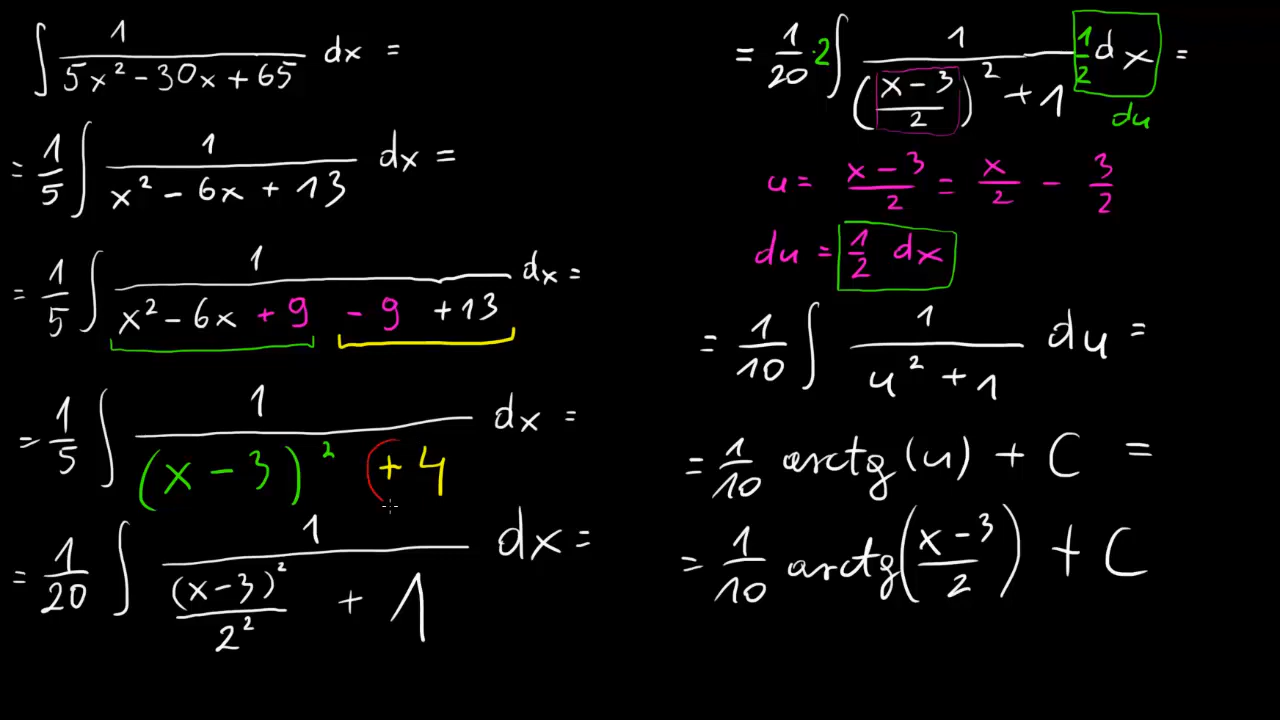 ∫ 1/(5x² − 30x + 65) dx =
= 1/5 ∫ 1/(x² − 6x + 13) dx =
= 1/5 ∫ 1/(x² − 6x + 9 − 9 + 13) dx =
= 1/5 ∫ 1/((x − 3)² (+ 4) dx =
= 1/20 ∫ 1/((x − 3)²/2² + 1) dx =
= 1/20 · 2 ∫ 1/(((x − 3)/2)² + 1) 1/2 dx =
du
u = (x − 3)/2 = x/2 − 3/2
du = 1/2 dx
= 1/10 ∫ 1/(u² + 1) du =
= 1/10 arctg (u) + C =
= 1/10 arctg((x − 3)/2) + C